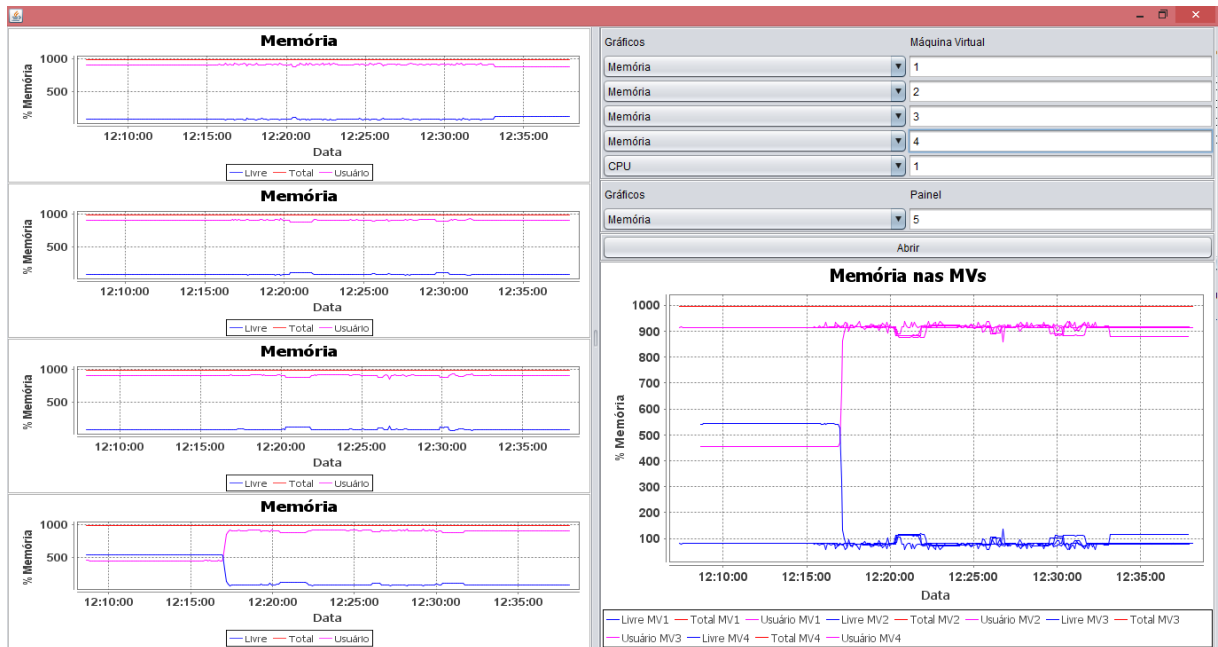 Memória
1000
500
% Memória
12:10:00 12:15:00 12:20:00 12:25:00 12:30:00 12:35:00
Data
Livre Total Usuário
Memória
1000
500
% Memória
12:10:00 12:15:00 12:20:00 12:25:00 12:30:00 12:35:00
Data
Livre Total Usuário
Memória
1000
500
% Memória
12:10:00 12:15:00 12:20:00 12:25:00 12:30:00 12:35:00
Data
Livre Total Usuário
Memória
1000
500
% Memória
12:10:00 12:15:00 12:20:00 12:25:00 12:30:00 12:35:00
Data
Livre Total Usuário
Gráficos Máquina Virtual
Memória 1
Memória 2
Memória 3
Memória 4
CPU 1
Gráficos Painel
Memória 5
Abrir
Memória nas MVs
1000
900
800
700
600
500
400
300
200
100
% Memória
12:10:00 12:15:00 12:20:00 12:25:00 12:30:00 12:35:00
Data
Livre MV1 Total MV1 Usuário MV1 Livre MV2 Total MV2 Usuário MV2 Livre MV3 Total MV3
Usuário MV3 Livre MV4 Total MV4 Usuário MV4